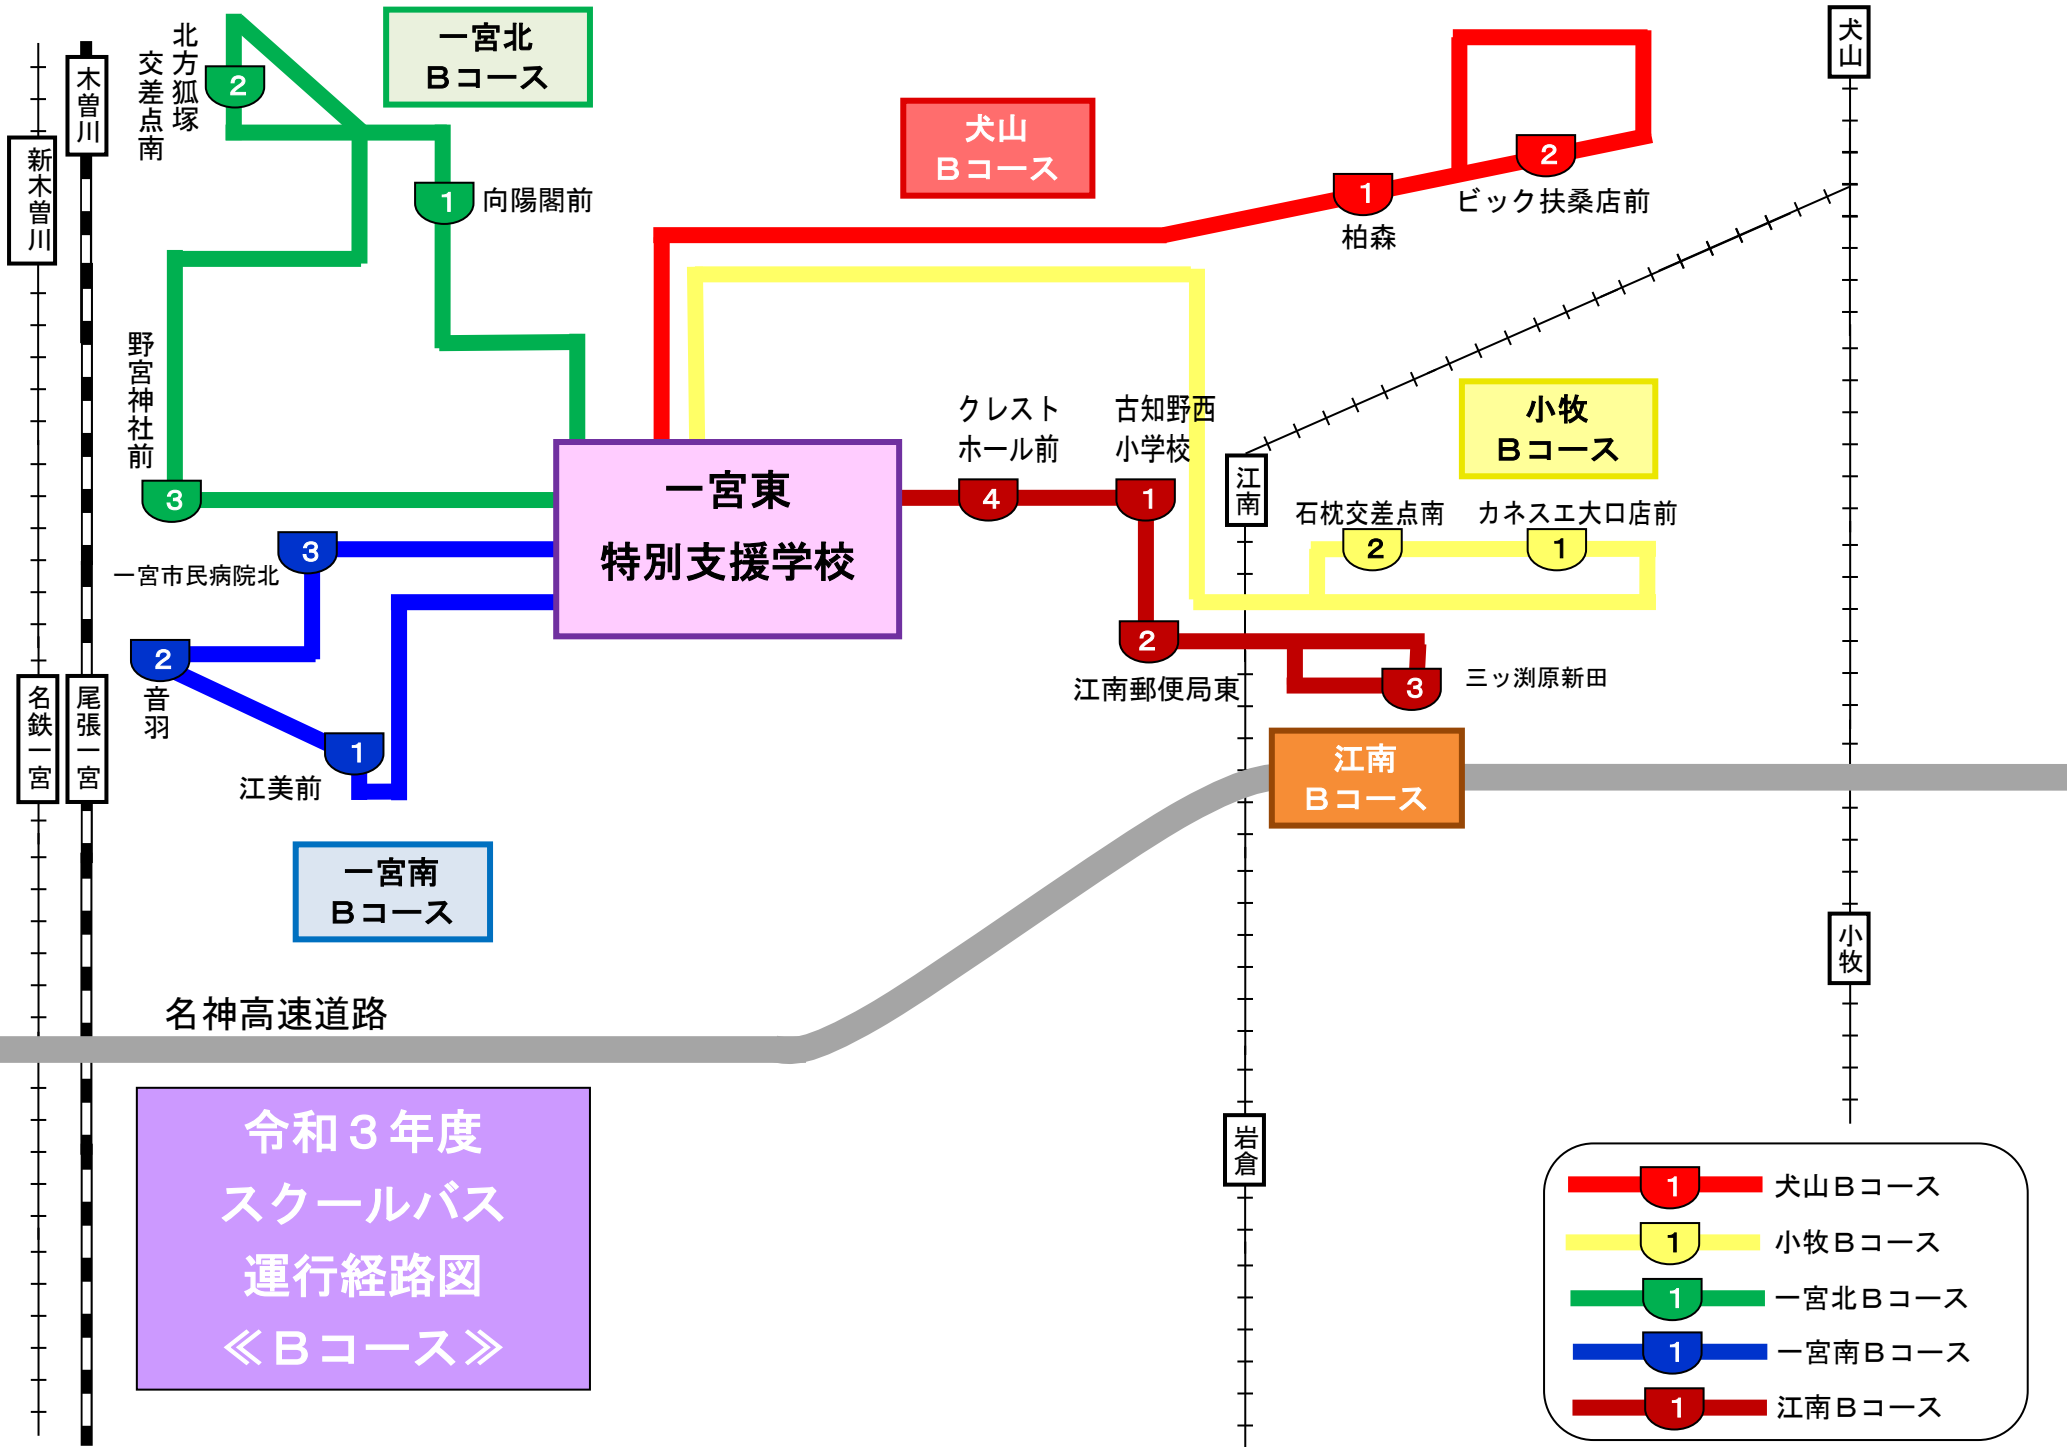 北方狐塚
交差点南
2
一宮北
Bコース
木曽川
新木曽川
1
向陽閣前
犬山
Bコース
犬山
2
ビック扶桑店前
1
柏森
野宮神社前
3
クレスト
ホール前
古知野西
小学校
小牧
Bコース
一宮東
特別支援学校
4
1
江南
石枕交差点南
カネスエ大口店前
2
1
3
一宮市民病院北
2
音羽
1
江美前
2
江南郵便局東
3
三ッ渕原新田
名鉄一宮
尾張一宮
江南
Bコース
一宮南
Bコース
小牧
名神高速道路
岩倉
令和3年度
スクールバス
運行経路図
≪Bコース≫
1 犬山Bコース
1 小牧Bコース
1 一宮北Bコース
1 一宮南Bコース
1 江南Bコース